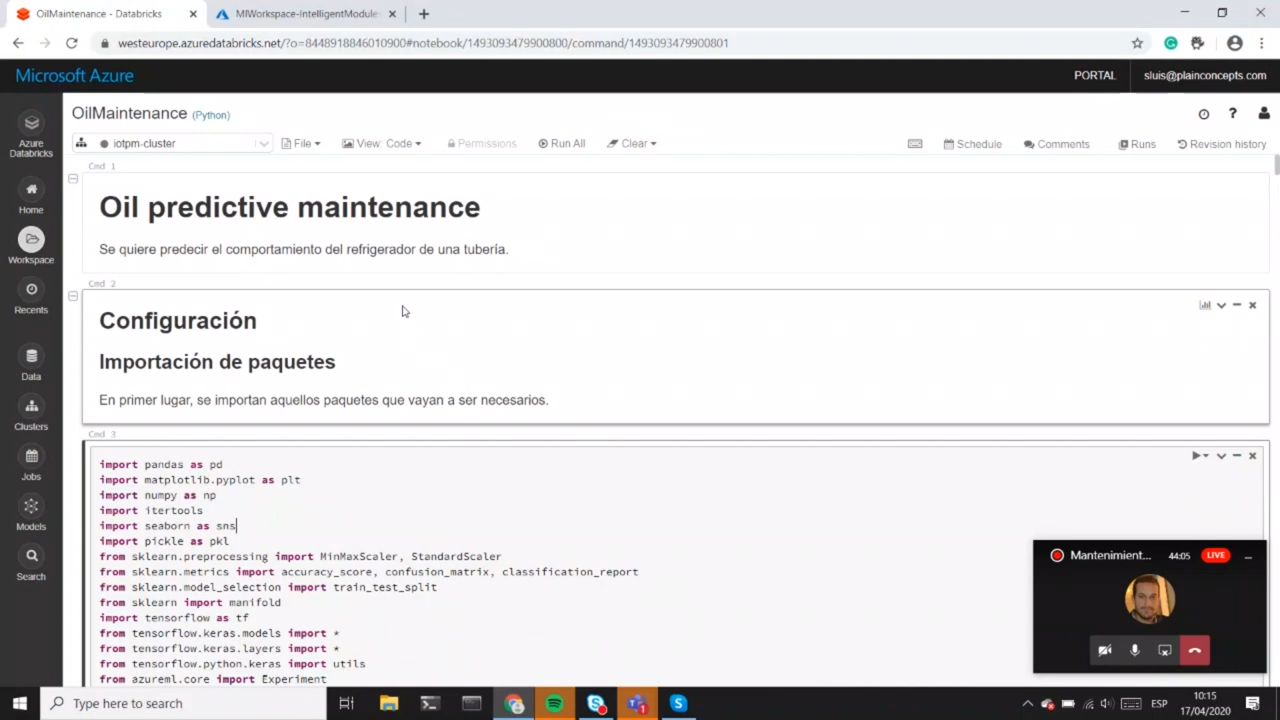 OilMaintenance - Databricks
MIWorkspace-IntelligentModule
westeurope.azuredatabricks.net/?o=8448918846010900#notebook/1493093479900800/command/1493093479900801
Microsoft Azure
PORTAL
sluis@plainconcepts.com
OilMaintenance (Python)
iotpm-cluster
File
View: Code
Permissions
Run All
Clear
Schedule
Comments
Runs
Revision history
Azure
Databricks
Home
Workspace
Recents
Data
Clusters
Jobs
Models
Search
Cmd 1
Oil predictive maintenance
Se quiere predecir el comportamiento del refrigerador de una tubería.
Cmd 2
Configuración
Importación de paquetes
En primer lugar, se importan aquellos paquetes que vayan a ser necesarios.
Cmd 3
import pandas as pd
import matplotlib.pyplot as plt
import numpy as np
import itertools
import seaborn as sns
import pickle as pkl
from sklearn.preprocessing import MinMaxScaler, StandardScaler
from sklearn.metrics import accuracy_score, confusion_matrix, classification_report
from sklearn.model_selection import train_test_split
from sklearn import manifold
import tensorflow as tf
from tensorflow.keras.models import *
from tensorflow.keras.layers import *
from tensorflow.python.keras import utils
from azureml.core import Experiment
Mantenimient... 44:05 LIVE
Type here to search
ESP
10:15
17/04/2020